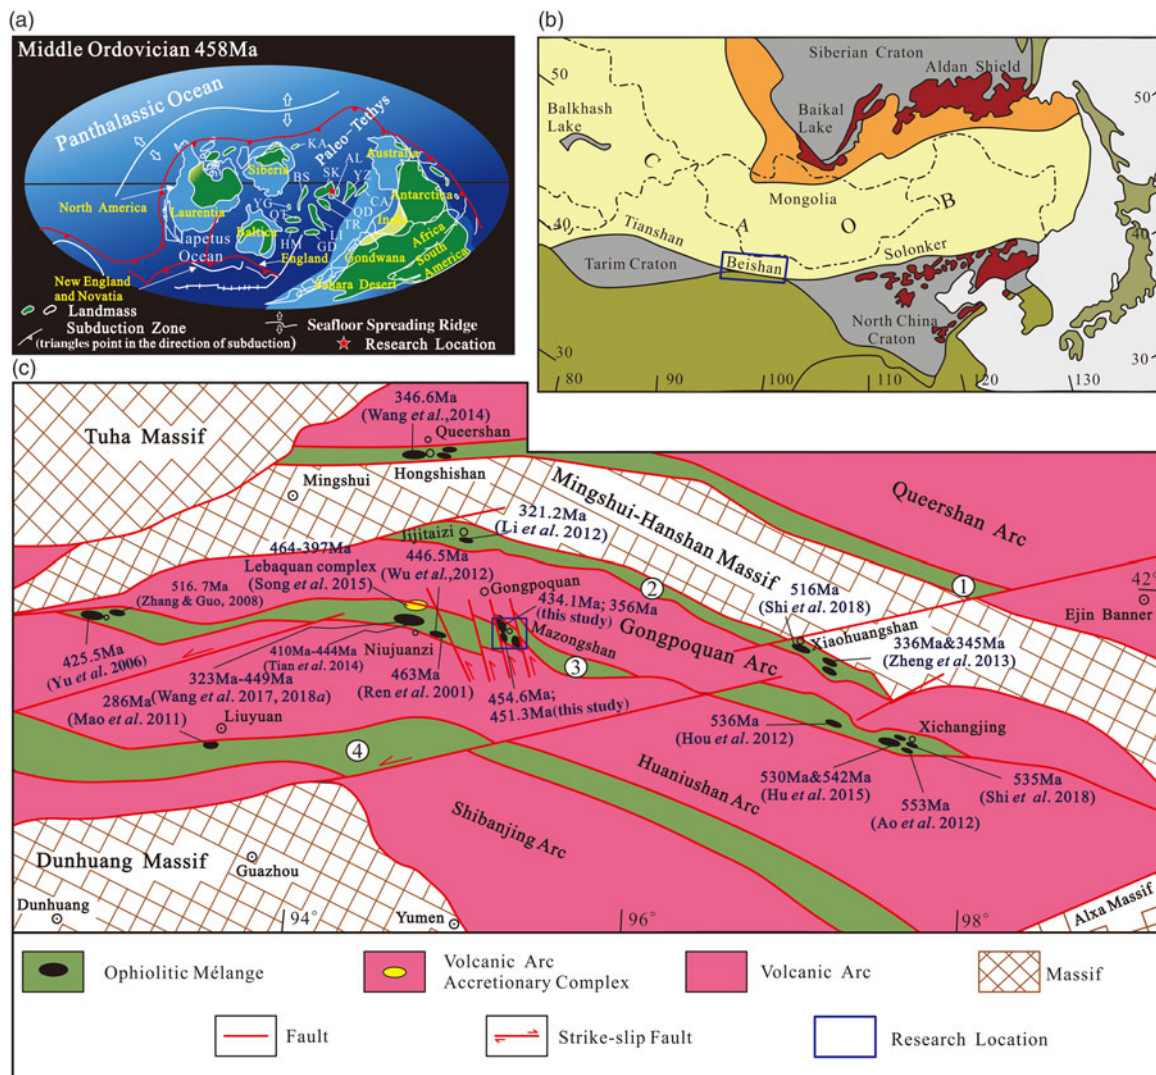 (a)
Middle Ordovician 458Ma
Panthalassic Ocean
Paleo-Tethys
KA
AL
SK
YZ
BS
Australia
Siberia
North America
Laurentia
YG
QT
CA
QD
TR
India
Antarctica
Baltica
Iapetus
Ocean
HM
LI
GD
England
Gondwana
Africa
South
America
Sahara Desert
New England
and Novatia
Landmass
Subduction Zone
(triangles point in the direction of subduction)
Seafloor Spreading Ridge
Research Location
(b)
50
Siberian Craton
Aldan Shield
50
Balkhash
Lake
Baikal
Lake
C
Mongolia
B
40
Tianshan
A
O
40
Solonker
Tarim Craton
Beishan
North China
Craton
30
30
80
90
100
110
120
130
(c)
346.6Ma
(Wang et al.,2014)
Queershan
Tuha Massif
Mingshui
Hongshishan
Mingshui-Hanshan Massif
Queershan Arc
321.2Ma
(Li et al. 2012)
Jijitaizi
464-397Ma
Lebaquan complex
(Song et al. 2015)
446.5Ma
(Wu et al.,2012)
Gongpoquan
2
1
42°
516. 7Ma
(Zhang & Guo, 2008)
434.1Ma; 356Ma
(this study)
516Ma
(Shi et al. 2018)
Ejin Banner
Mazongshan
Gongpoquan Arc
Xiaohuangshan
336Ma&345Ma
(Zheng et al. 2013)
425.5Ma
(Yu et al. 2006)
410Ma-444Ma
(Tian et al. 2014)
Niujuanzi
3
323Ma-449Ma
(Wang et al. 2017, 2018a)
463Ma
(Ren et al. 2001)
286Ma
(Mao et al. 2011)
454.6Ma;
451.3Ma(this study)
Liuyuan
536Ma
(Hou et al. 2012)
Xichangjing
4
Huaniushan Arc
530Ma&542Ma
(Hu et al. 2015)
535Ma
(Shi et al. 2018)
553Ma
(Ao et al. 2012)
Shibanjing Arc
Dunhuang Massif
Guazhou
Dunhuang
94°
Yumen
96°
98°
Alxa Massif
Ophiolitic Mélange
Volcanic Arc
Accretionary Complex
Volcanic Arc
Massif
Fault
Strike-slip Fault
Research Location